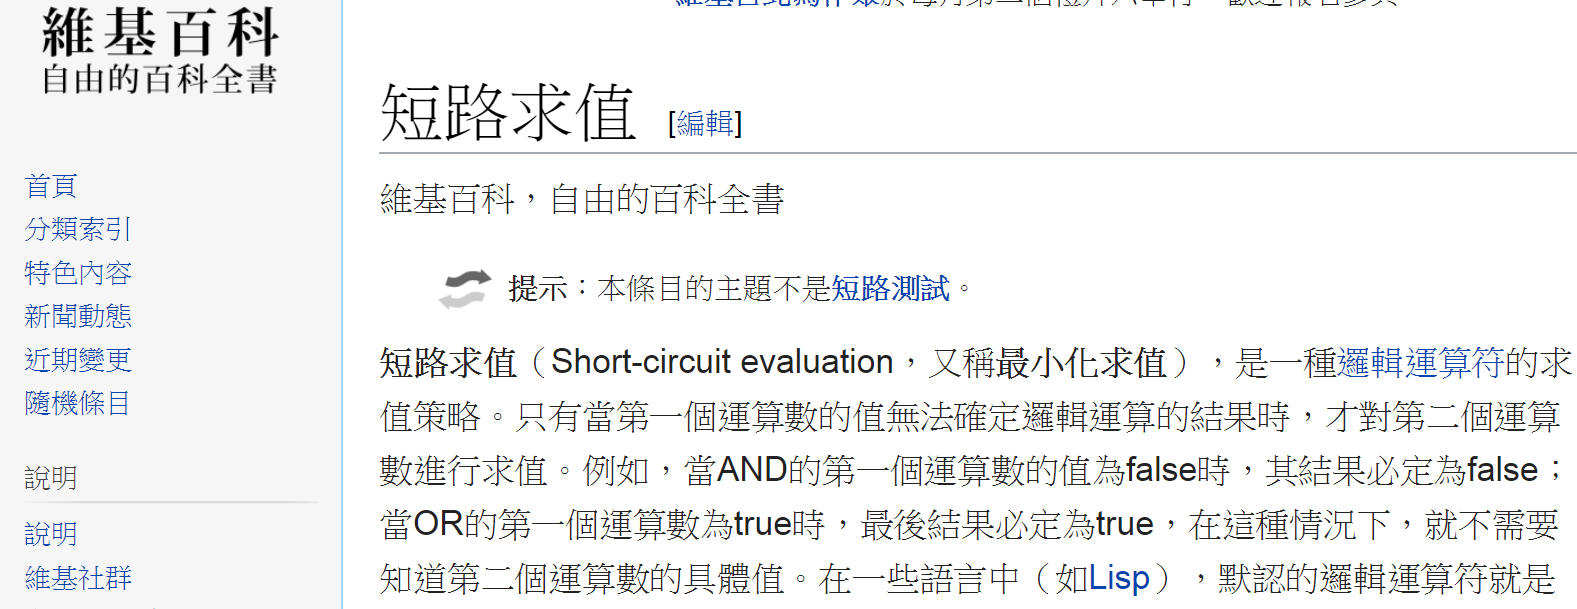 維基百科
自由的百科全書
首頁
分類索引
特色內容
新聞動態
近期變更
隨機條目
說明
說明
維基社群
短路求值 [編輯]
維基百科，自由的百科全書
提示：本條目的主題不是短路測試。
短路求值（Short-circuit evaluation，又稱最小化求值），是一種邏輯運算符的求
值策略。只有當第一個運算數的值無法確定邏輯運算的結果時，才對第二個運算
數進行求值。例如，當AND的第一個運算數的值為false時，其結果必定為false；
當OR的第一個運算數為true時，最後結果必定為true，在這種情況下，就不需要
知道第二個運算數的具體值。在一些語言中（如Lisp），默認的邏輯運算符就是